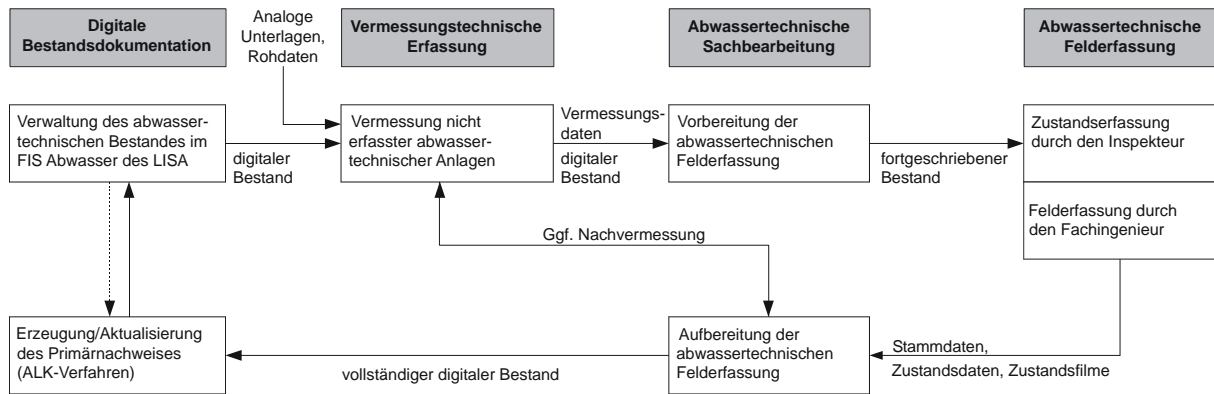 Digitale
Bestandsdokumentation
Analoge
Unterlagen,
Rohdaten
Vermessungstechnische
Erfassung
Abwassertechnische
Sachbearbeitung
Abwassertechnische
Felderfassung
Verwaltung des abwasser-
technischen Bestandes im
FIS Abwasser des LISA
digitaler
Bestand
Vermessung nicht
erfasster abwasser-
technischer Anlagen
Vermessungs-
daten
digitaler
Bestand
Vorbereitung der
abwassertechnischen
Felderfassung
fortgeschriebener
Bestand
Zustandserfassung
durch den Inspekteur
Felderfassung durch
den Fachingenieur
Ggf. Nachvermessung
Erzeugung/Aktualisierung
des Primärnachweises
(ALK-Verfahren)
vollständiger digitaler Bestand
Aufbereitung der
abwassertechnischen
Felderfassung
Stammdaten,
Zustandsdaten, Zustandsfilme